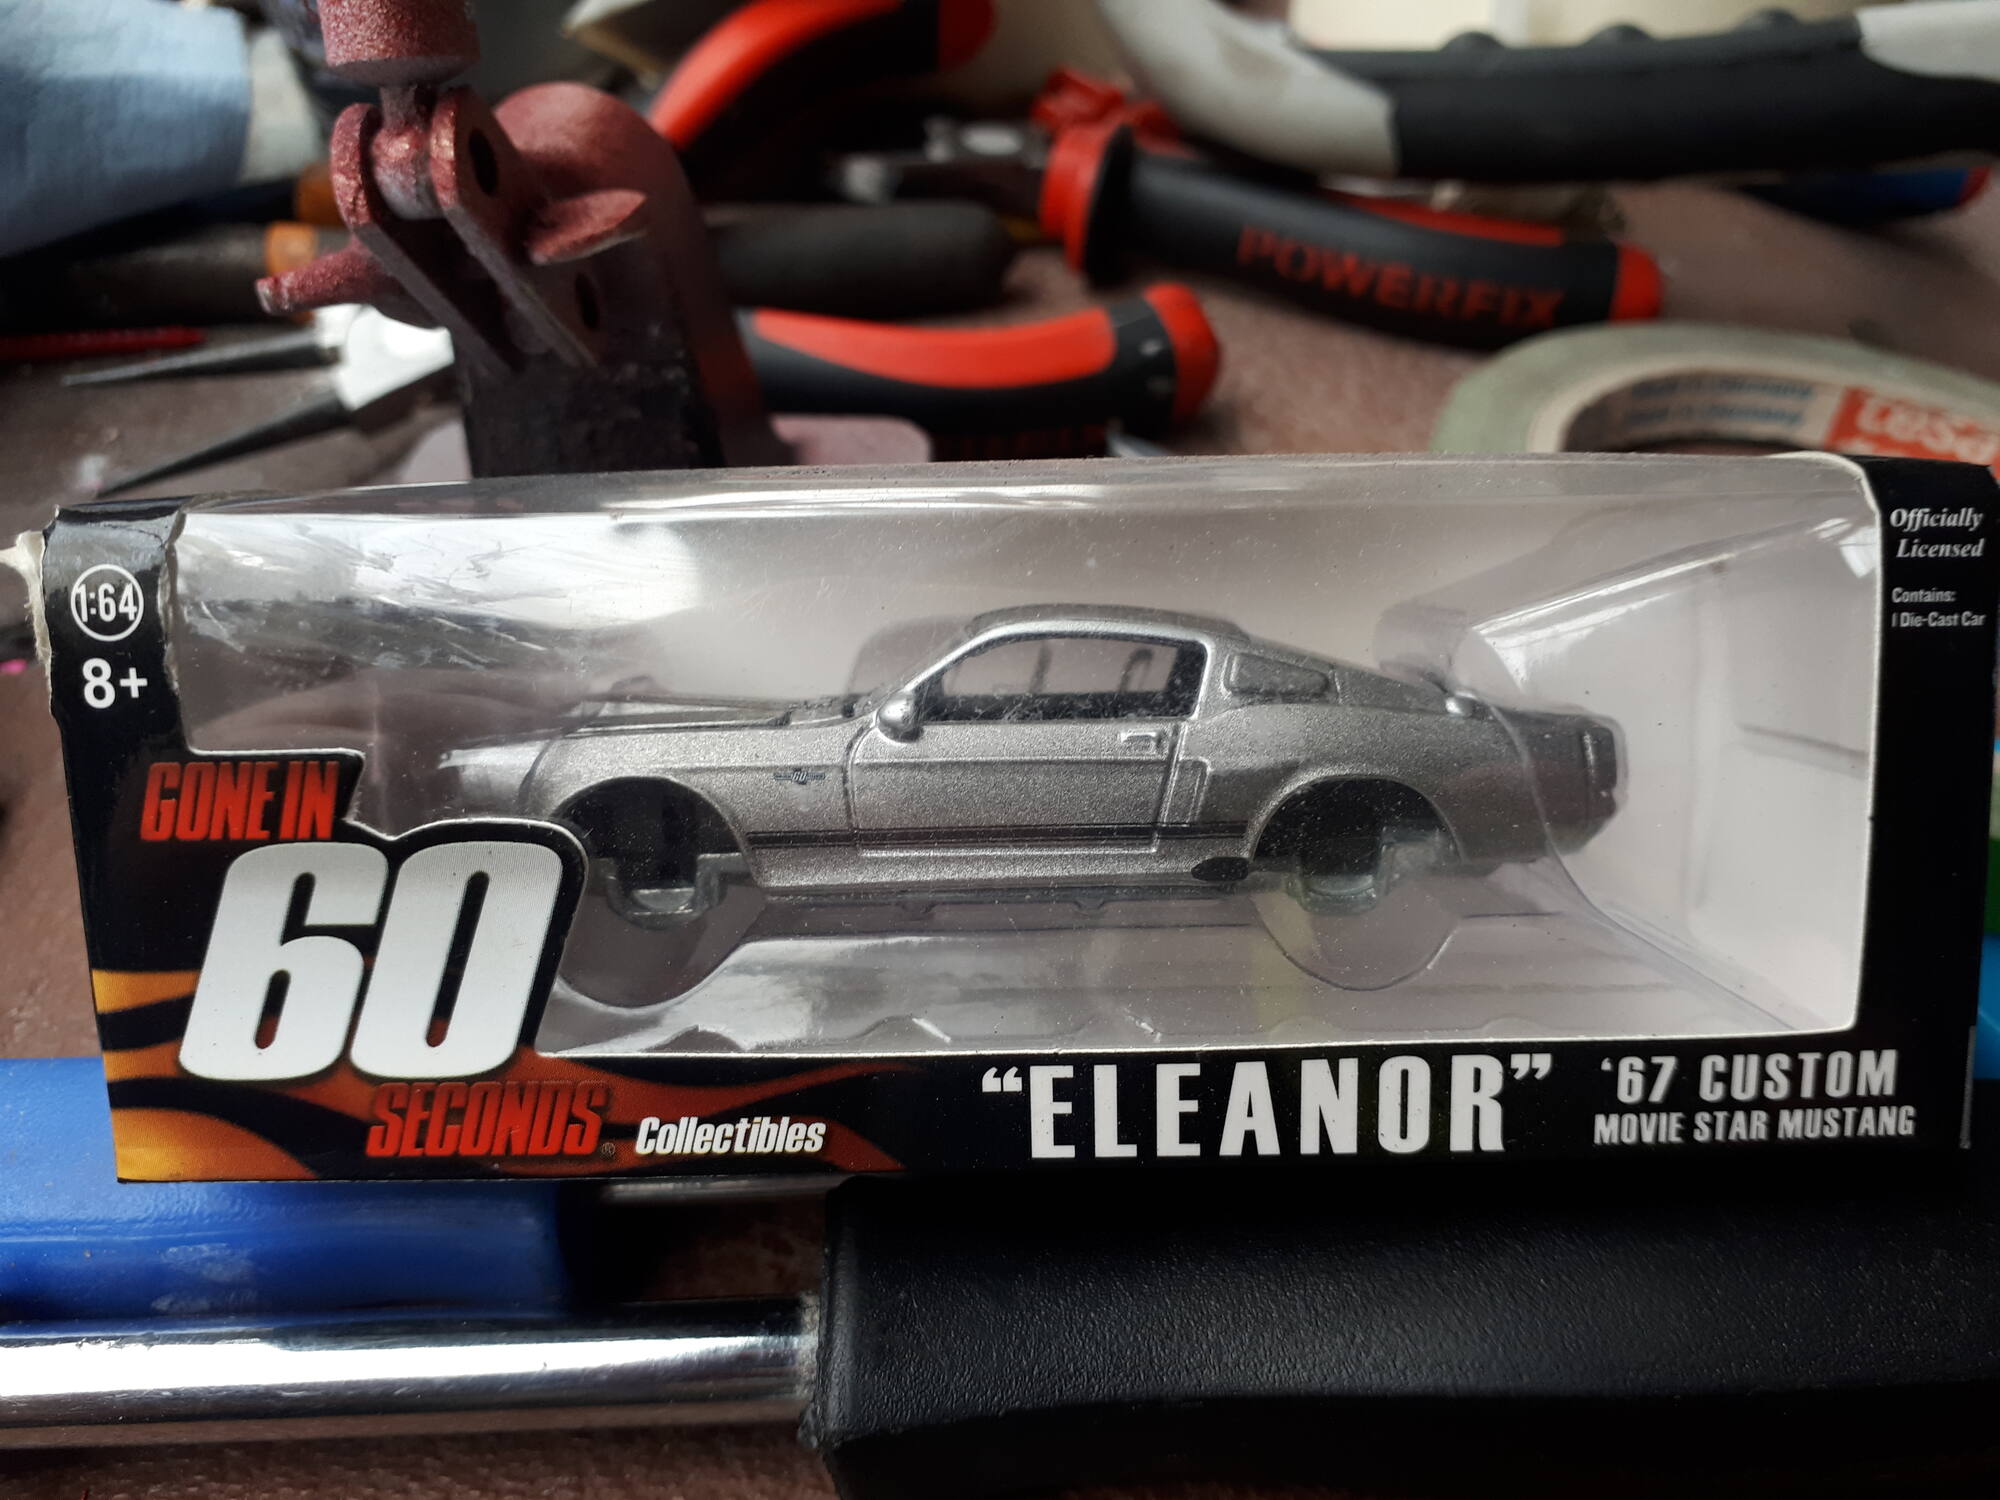 POWERFIX
tesa
Officially
Licensed
Contains:
1 Die-Cast Car
1:64
8+
GONE IN
60
SECONDS®
Collectibles
“ELEANOR”
‘67 CUSTOM
MOVIE STAR MUSTANG